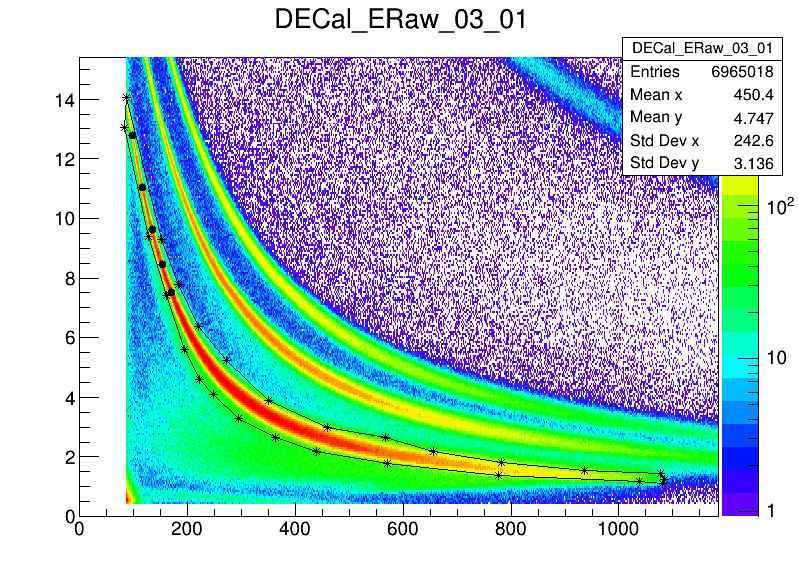 DECal_ERaw_03_01
DECal_ERaw_03_01
Entries 6965018
Mean x 450.4
Mean y 4.747
Std Dev x 242.6
Std Dev y 3.136
14
12
10
8
6
4
2
0
0 200 400 600 800 1000
10²
10
1